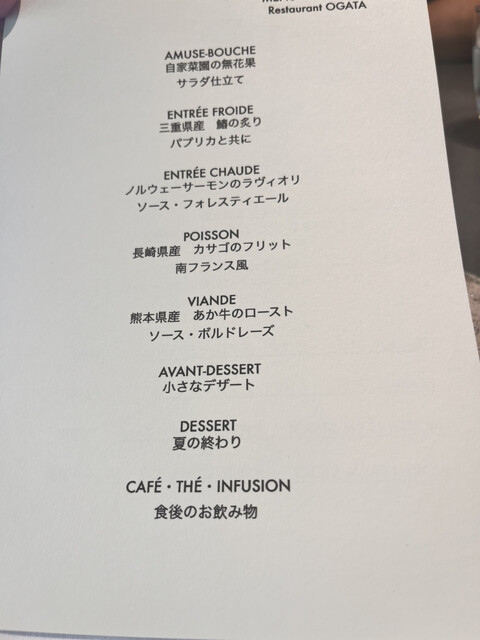 Restaurant OGATA
AMUSE-BOUCHE
自家菜園の無花果
サラダ仕立て
ENTRÉE FROIDE
三重県産　鰆の炙り
パプリカと共に
ENTRÉE CHAUDE
ノルウェーサーモンのラヴィオリ
ソース・フォレスティエール
POISSON
長崎県産　カサゴのフリット
南フランス風
VIANDE
熊本県産　あか牛のロースト
ソース・ボルドレーズ
AVANT-DESSERT
小さなデザート
DESSERT
夏の終わり
CAFÉ・THÉ・INFUSION
食後のお飲み物